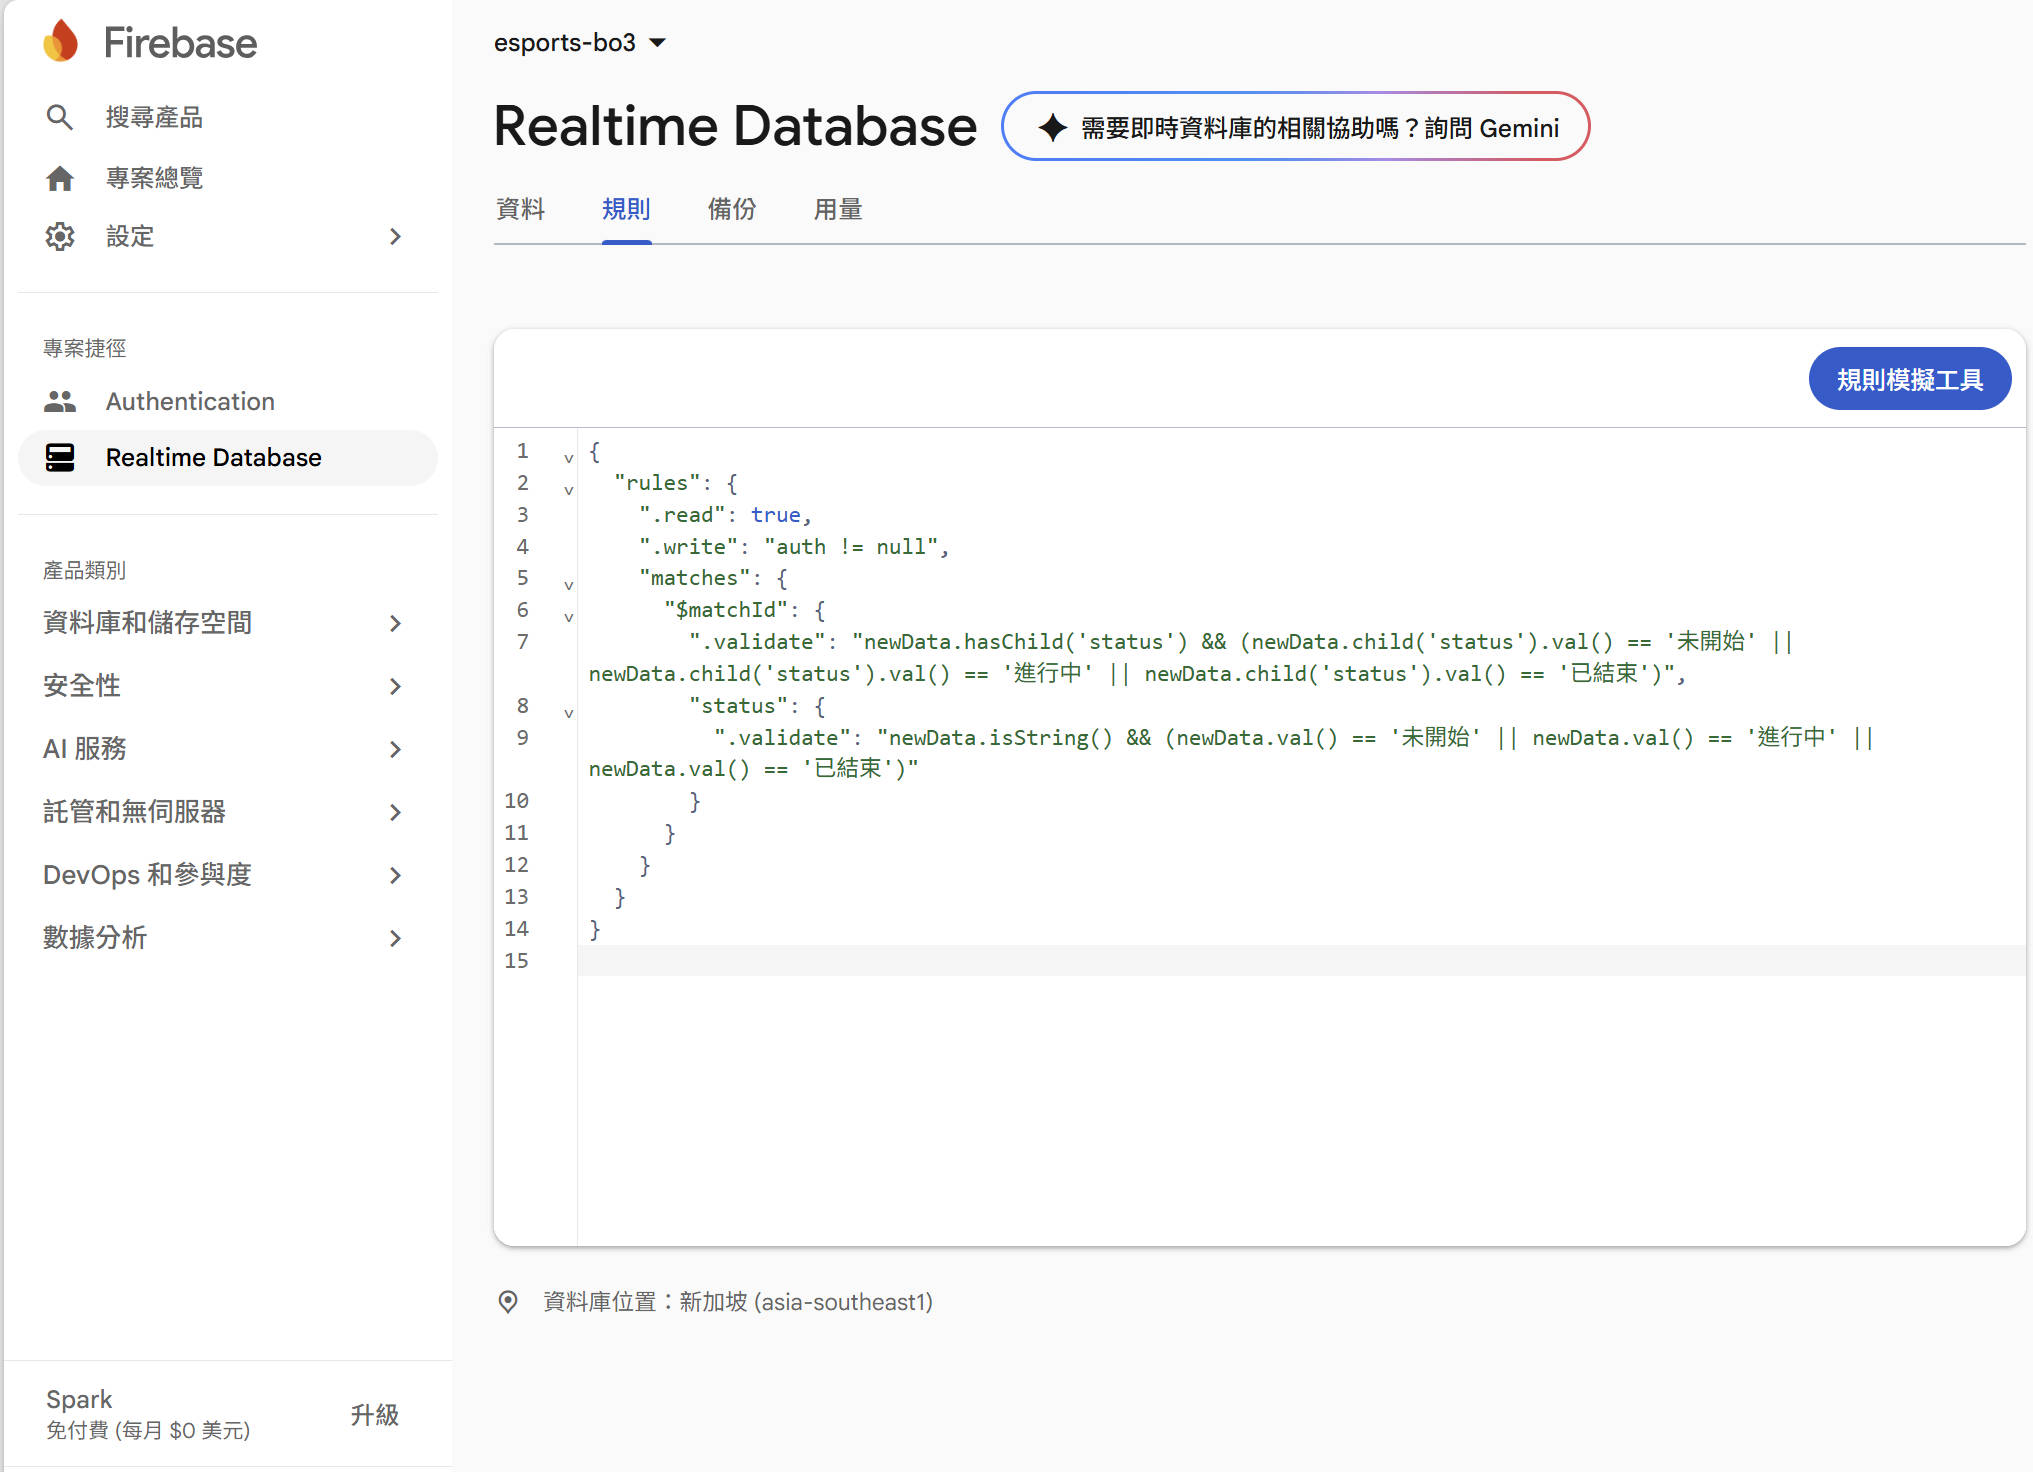 Firebase
搜尋產品
專案總覽
設定
專案捷徑
Authentication
Realtime Database
產品類別
資料庫和儲存空間
安全性
AI 服務
託管和無伺服器
DevOps 和參與度
數據分析
Spark
免付費 (每月 $0 美元)
升級
esports-bo3
Realtime Database
需要即時資料庫的相關協助嗎？詢問 Gemini
資料 規則 備份 用量
規則模擬工具
1 {
2 "rules": {
3 ".read": true,
4 ".write": "auth != null",
5 "matches": {
6 "$matchId": {
7 ".validate": "newData.hasChild('status') && (newData.child('status').val() == '未開始' ||
newData.child('status').val() == '進行中' || newData.child('status').val() == '已結束')",
8 "status": {
9 ".validate": "newData.isString() && (newData.val() == '未開始' || newData.val() == '進行中' ||
newData.val() == '已結束')"
10 }
11 }
12 }
13 }
14 }
15
資料庫位置：新加坡 (asia-southeast1)